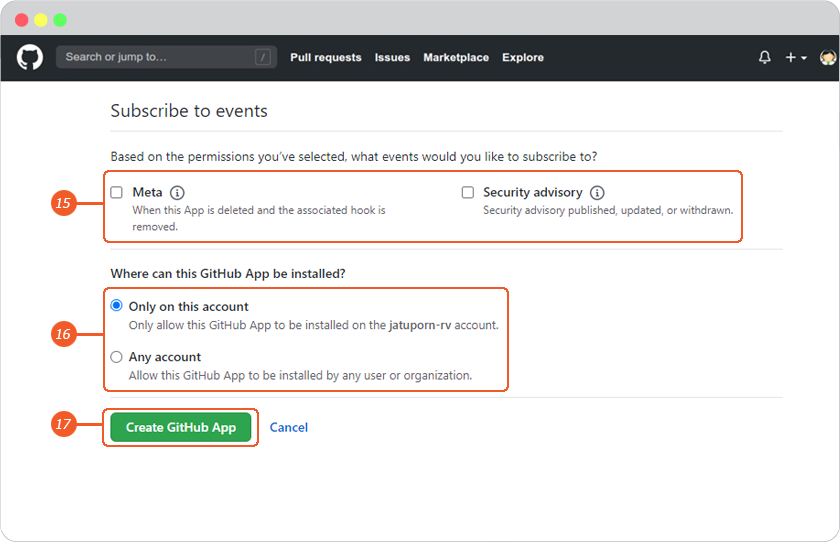 Search or jump to… /
Pull requests Issues Marketplace Explore
Subscribe to events
Based on the permissions you've selected, what events would you like to subscribe to?
15
Meta
When this App is deleted and the associated hook is
removed.
Security advisory
Security advisory published, updated, or withdrawn.
Where can this GitHub App be installed?
16
Only on this account
Only allow this GitHub App to be installed on the jatuporn-rv account.
Any account
Allow this GitHub App to be installed by any user or organization.
17
Create GitHub App Cancel